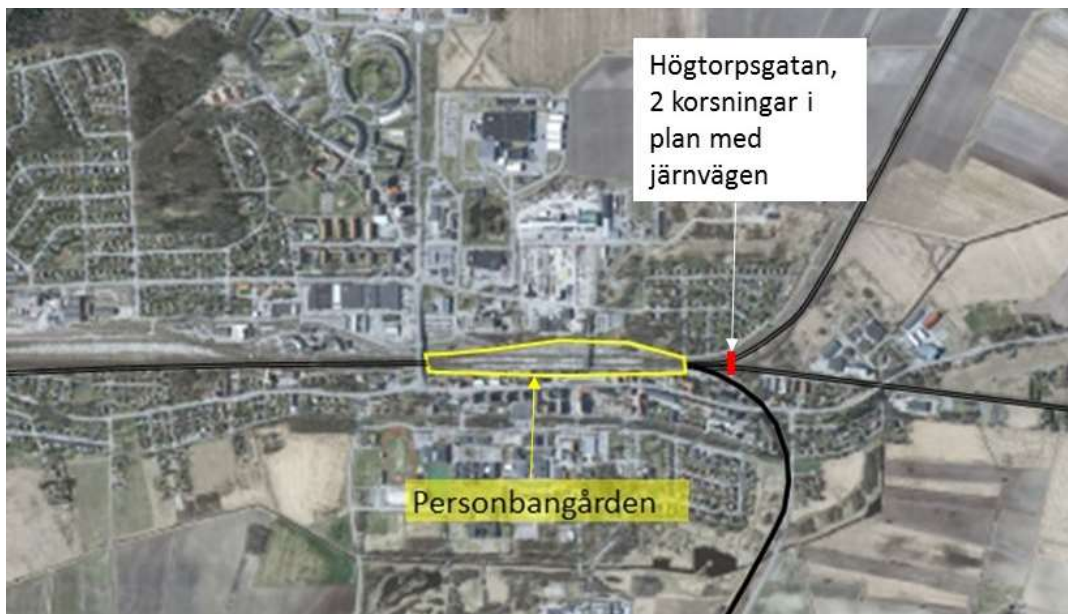 Högtorpsgatan,
2 korsningar i
plan med
järnvägen
Personbangården